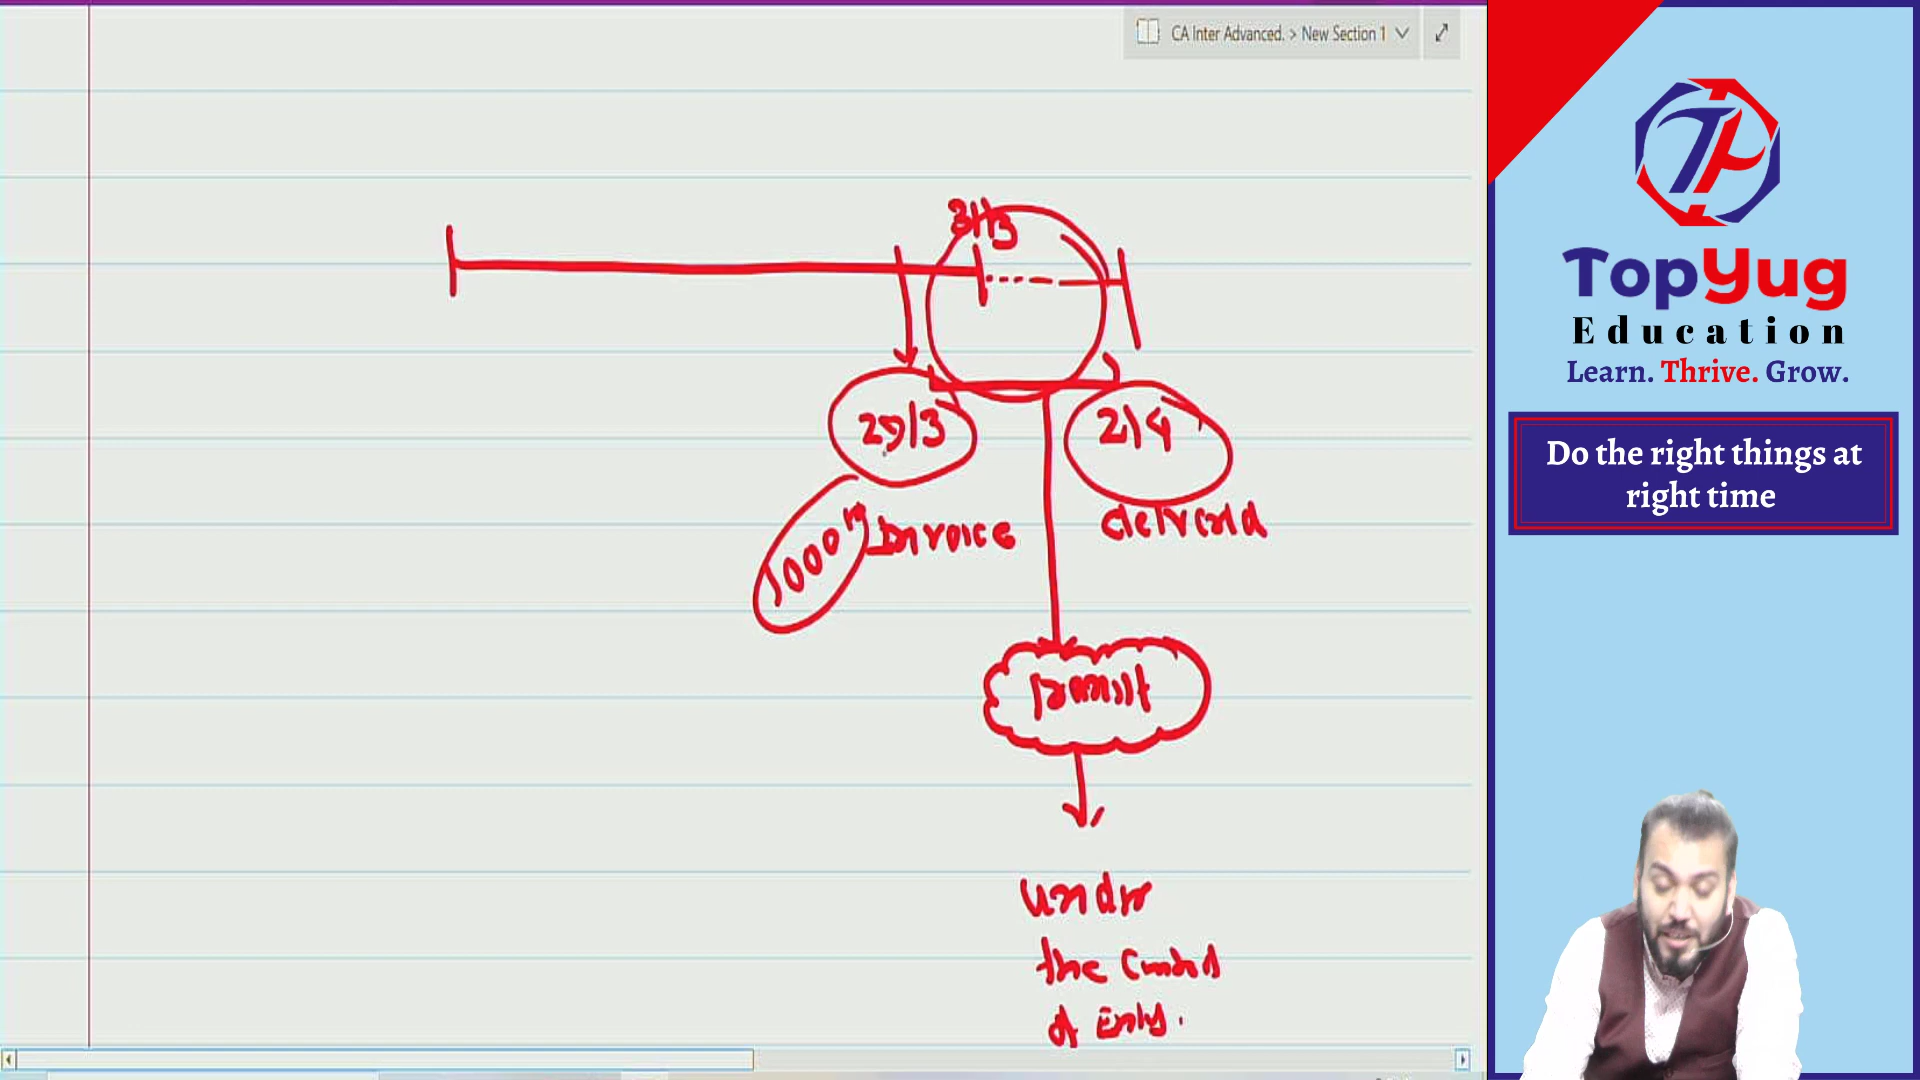 CA Inter Advanced. > New Section 1
31/3
29/3
2/4
1000
Invoice
delivered
transit
under
the Control
of Entity.
TopYug
Education
Learn. Thrive. Grow.
Do the right things at
right time